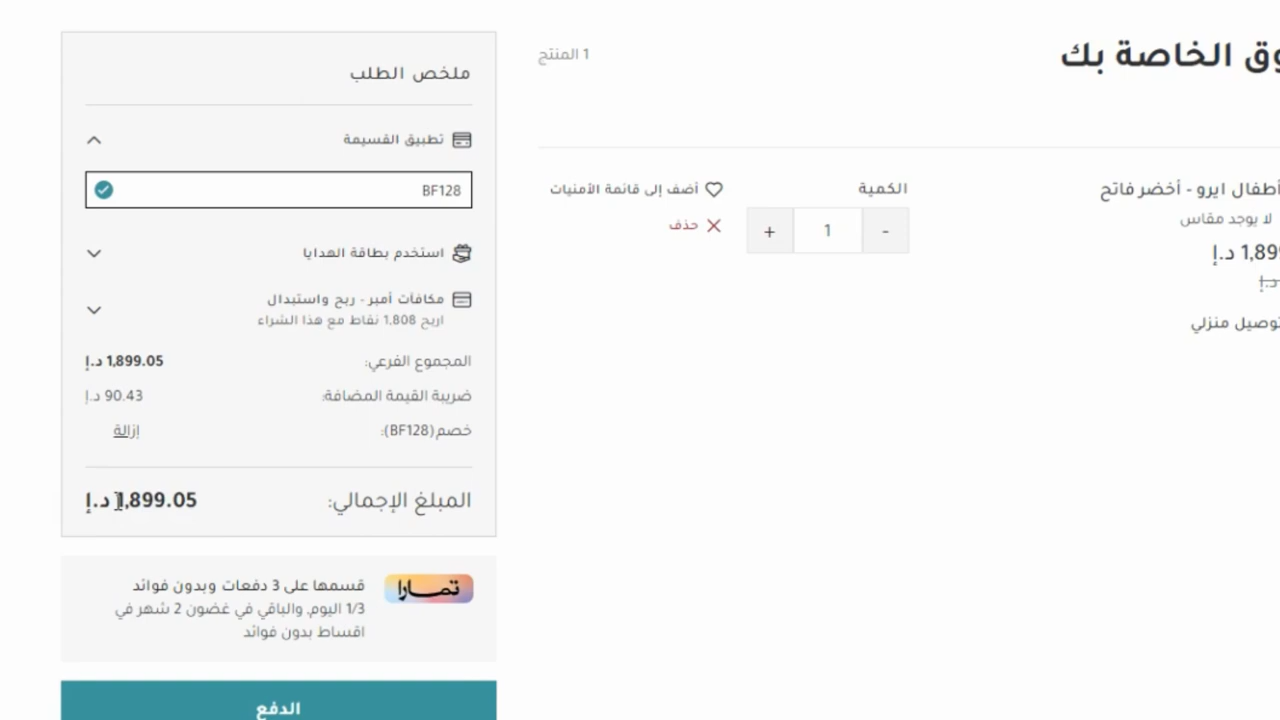 الخاصة بك
1 المنتج
أطفال ايرو - أخضر فاتح
لا يوجد مقاس
د.إ
د.إ
توصيل منزلي
الكمية
- 1 +
أضف إلى قائمة الأمنيات
حذف
ملخص الطلب
تطبيق القسيمة
BF128
استخدم بطاقة الهدايا
مكافآت أمبر - ربح واستبدال
اربح 1,808 نقاط مع هذا الشراء
المجموع الفرعي: 1,899.05 د.إ
ضريبة القيمة المضافة: 90.43 د.إ
خصم (BF128): إزالة
المبلغ الإجمالي: 1,899.05 د.إ
تمارا
قسمها على 3 دفعات وبدون فوائد
1/3 اليوم, والباقي في غضون 2 شهر في
اقساط بدون فوائد
الدفع